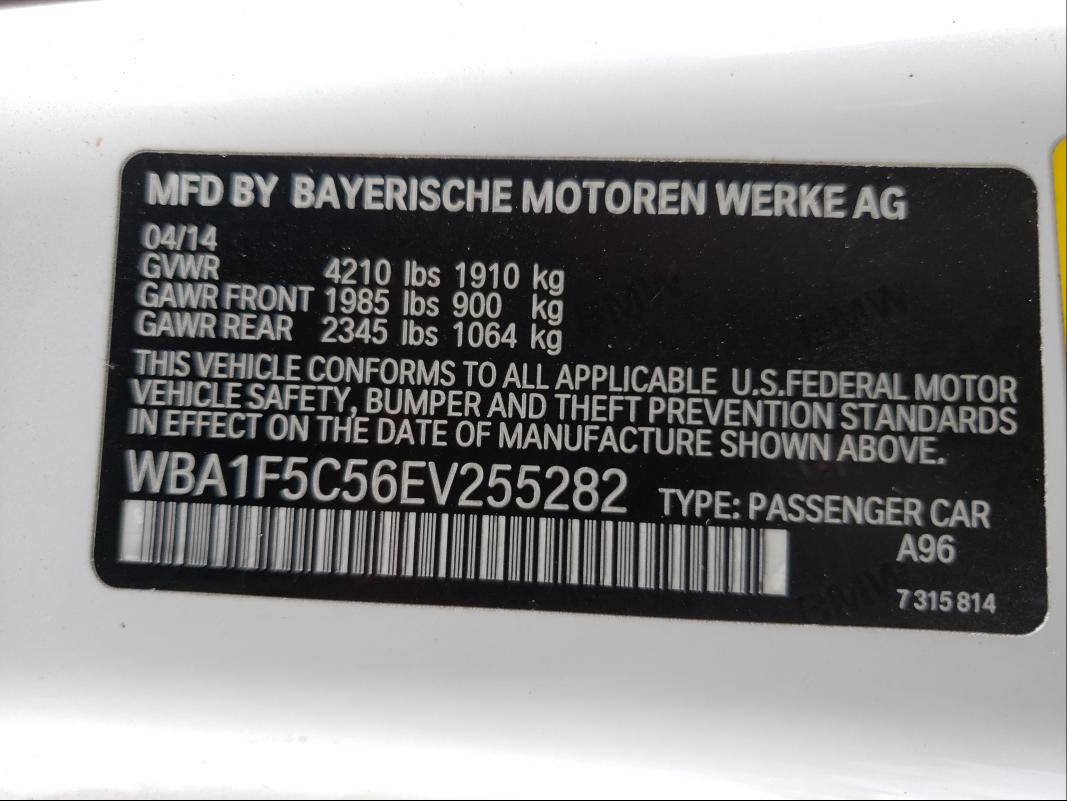 MFD BY BAYERISCHE MOTOREN WERKE AG
04/14
GVWR 4210 lbs 1910 kg
GAWR FRONT 1985 lbs 900 kg
GAWR REAR 2345 lbs 1064 kg
THIS VEHICLE CONFORMS TO ALL APPLICABLE U.S.FEDERAL MOTOR
VEHICLE SAFETY, BUMPER AND THEFT PREVENTION STANDARDS
IN EFFECT ON THE DATE OF MANUFACTURE SHOWN ABOVE.
WBA1F5C56EV255282 TYPE: PASSENGER CAR
A96
7 315 814
BMW
BMW
BMW